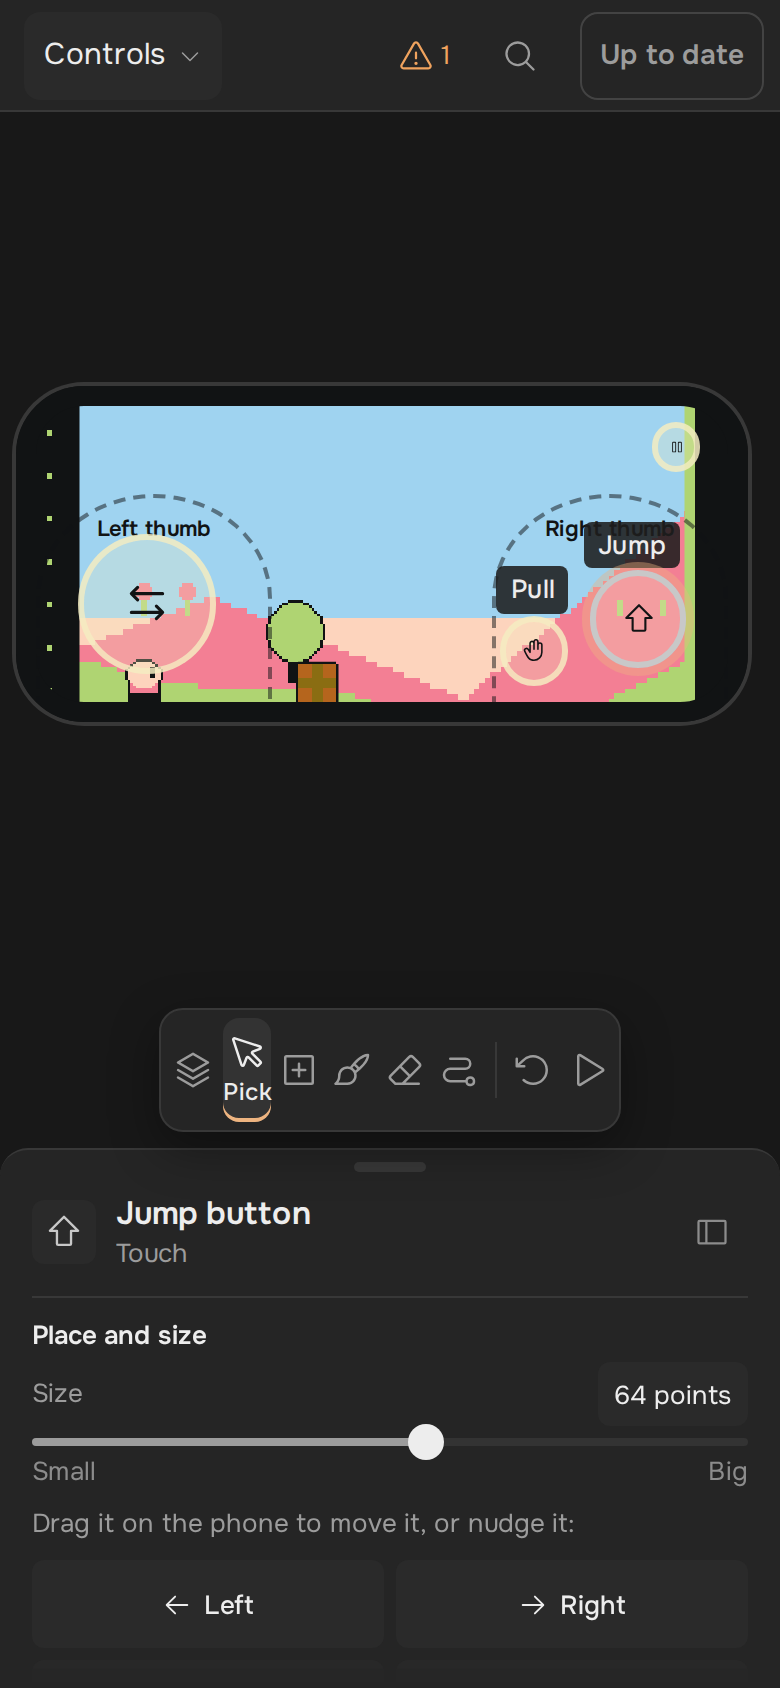 Controls
1
Up to date
Left thumb
Right thumb
Jump
Pull
Pick
Jump button
Touch
Place and size
Size
64 points
Small
Big
Drag it on the phone to move it, or nudge it:
Left
Right